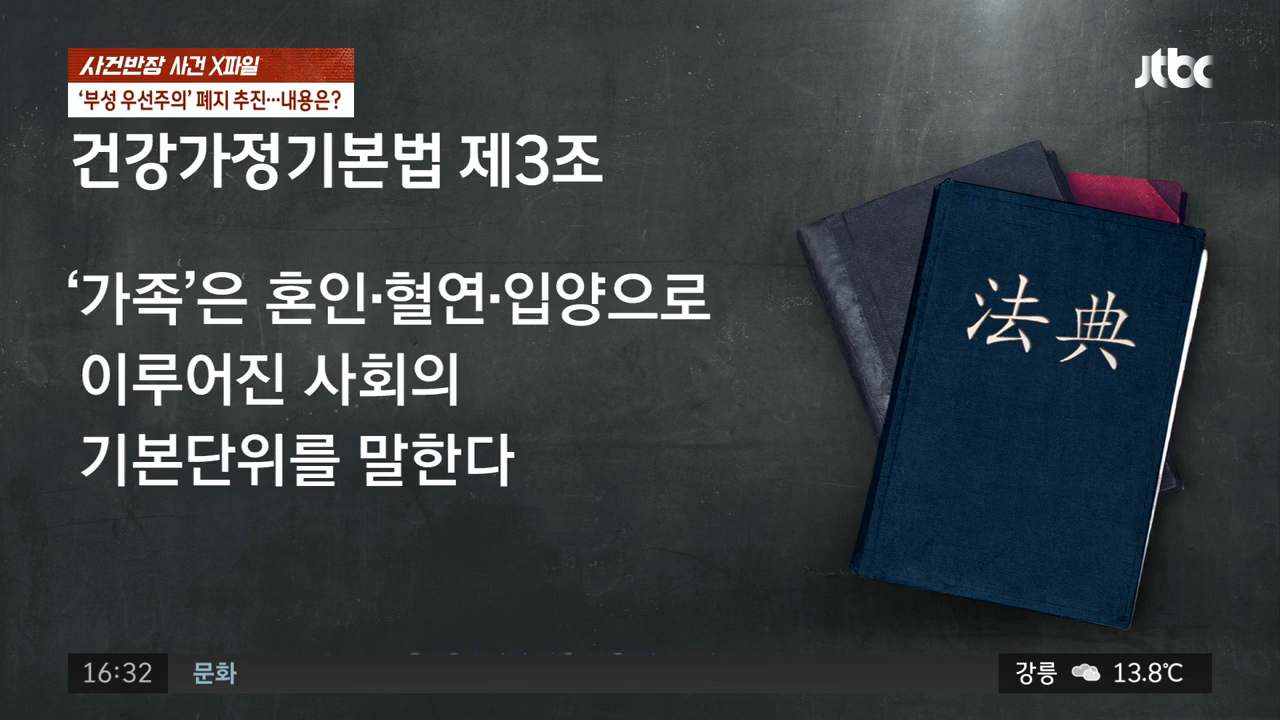 사건반장 사건 X파일
‘부성 우선주의’ 폐지 추진…내용은?
jtbc
건강가정기본법 제3조
‘가족’은 혼인·혈연·입양으로
이루어진 사회의
기본단위를 말한다
法典
16:32 문화
강릉 13.8℃